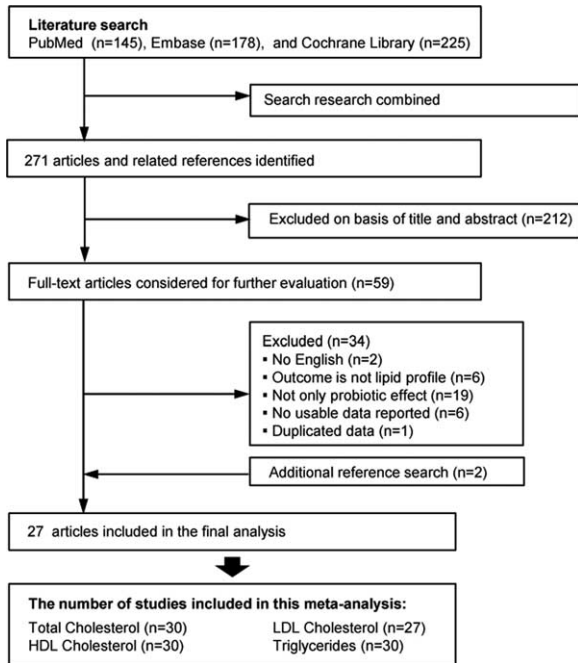 Literature search
PubMed (n=145), Embase (n=178), and Cochrane Library (n=225)
Search research combined
271 articles and related references identified
Excluded on basis of title and abstract (n=212)
Full-text articles considered for further evaluation (n=59)
Excluded (n=34)
▪ No English (n=2)
▪ Outcome is not lipid profile (n=6)
▪ Not only probiotic effect (n=19)
▪ No usable data reported (n=6)
▪ Duplicated data (n=1)
Additional reference search (n=2)
27 articles included in the final analysis
The number of studies included in this meta-analysis:
Total Cholesterol (n=30) LDL Cholesterol (n=27)
HDL Cholesterol (n=30) Triglycerides (n=30)